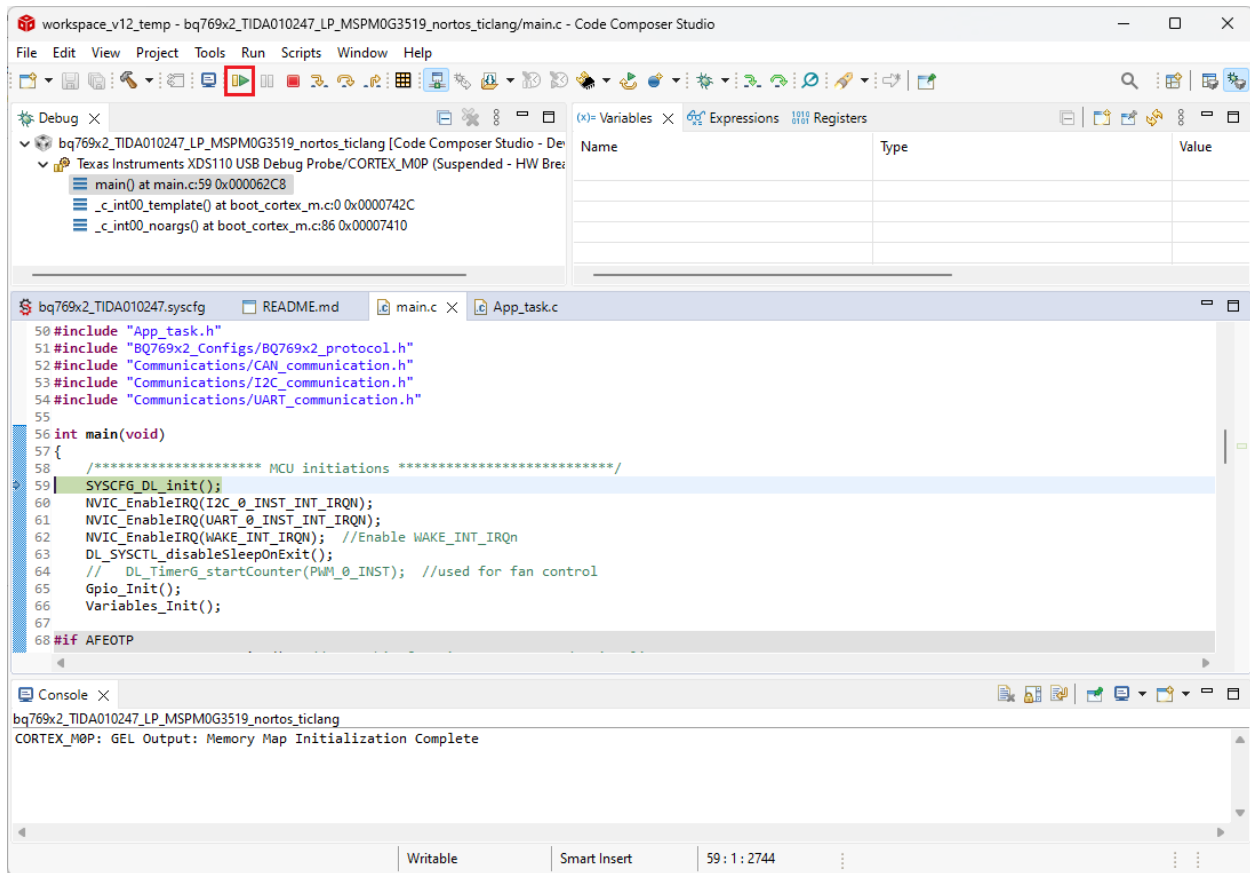 workspace_v12_temp - bq769x2_TIDA010247_LP_MSPM0G3519_nortos_ticlang/main.c - Code Composer Studio
File Edit View Project Tools Run Scripts Window Help
Debug
bq769x2_TIDA010247_LP_MSPM0G3519_nortos_ticlang [Code Composer Studio - De
Texas Instruments XDS110 USB Debug Probe/CORTEX_M0P (Suspended - HW Brea
main() at main.c:59 0x000062C8
_c_int00_template() at boot_cortex_m.c:0 0x0000742C
_c_int00_noargs() at boot_cortex_m.c:86 0x00007410
(x)= Variables Expressions 1010 0101 Registers
Name Type Value
bq769x2_TIDA010247.syscfg README.md main.c App_task.c
50 #include "App_task.h"
51 #include "BQ769x2_Configs/BQ769x2_protocol.h"
52 #include "Communications/CAN_communication.h"
53 #include "Communications/I2C_communication.h"
54 #include "Communications/UART_communication.h"
55
56 int main(void)
57 {
58 /********************* MCU initiations ***************************/
59 SYSCFG_DL_init();
60 NVIC_EnableIRQ(I2C_0_INST_INT_IRQN);
61 NVIC_EnableIRQ(UART_0_INST_INT_IRQN);
62 NVIC_EnableIRQ(WAKE_INT_IRQN); //Enable WAKE_INT_IRQn
63 DL_SYSCTL_disableSleepOnExit();
64 // DL_TimerG_startCounter(PWM_0_INST); //used for fan control
65 Gpio_Init();
66 Variables_Init();
67
68 #if AFEOTP
Console
bq769x2_TIDA010247_LP_MSPM0G3519_nortos_ticlang
CORTEX_M0P: GEL Output: Memory Map Initialization Complete
Writable Smart Insert 59 : 1 : 2744